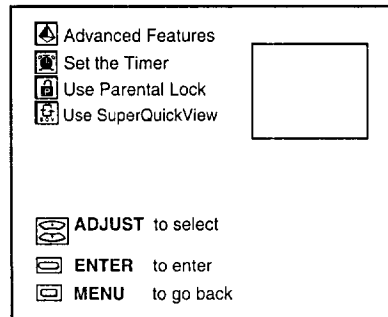 Advanced Features
Set the Timer
Use Parental Lock
Use SuperQuickView
ADJUST to select
ENTER to enter
MENU to go back